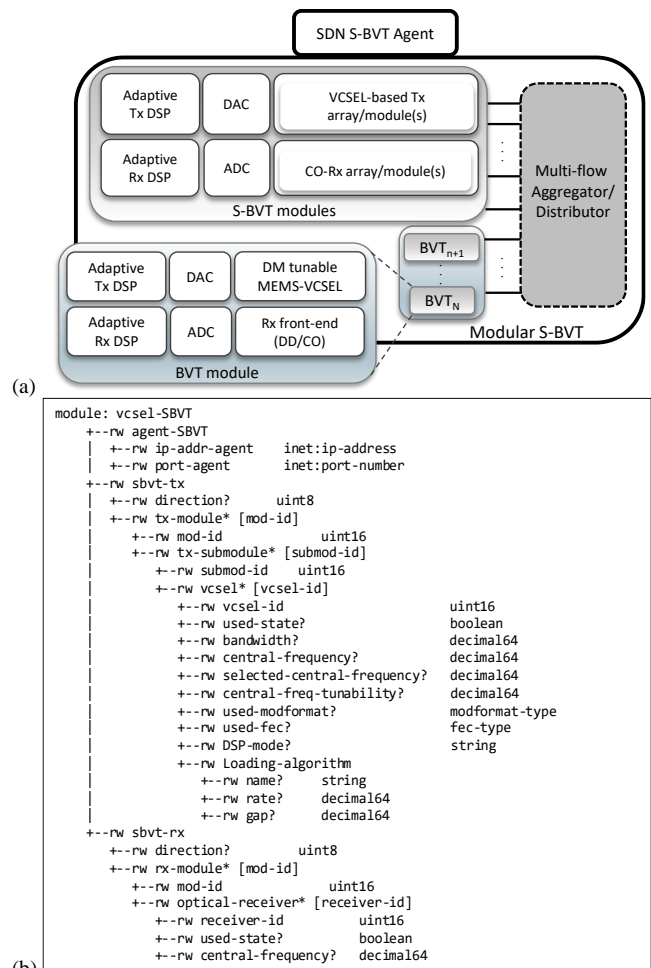 SDN S-BVT Agent
Adaptive
Tx DSP
DAC
VCSEL-based Tx
array/module(s)
Adaptive
Rx DSP
ADC
CO-Rx array/module(s)
S-BVT modules
Multi-flow
Aggregator/
Distributor
BVTn+1
BVTN
Adaptive
Tx DSP
DAC
DM tunable
MEMS-VCSEL
Adaptive
Rx DSP
ADC
Rx front-end
(DD/CO)
BVT module
Modular S-BVT
(a)
module: vcsel-SBVT
+--rw agent-SBVT
| +--rw ip-addr-agent inet:ip-address
| +--rw port-agent inet:port-number
+--rw sbvt-tx
| +--rw direction? uint8
| +--rw tx-module* [mod-id]
| +--rw mod-id uint16
| +--rw tx-submodule* [submod-id]
| +--rw submod-id uint16
| +--rw vcsel* [vcsel-id]
| +--rw vcsel-id uint16
| +--rw used-state? boolean
| +--rw bandwidth? decimal64
| +--rw central-frequency? decimal64
| +--rw selected-central-frequency? decimal64
| +--rw central-freq-tunability? decimal64
| +--rw used-modformat? modformat-type
| +--rw used-fec? fec-type
| +--rw DSP-mode? string
| +--rw Loading-algorithm
| +--rw name? string
| +--rw rate? decimal64
| +--rw gap? decimal64
+--rw sbvt-rx
+--rw direction? uint8
+--rw rx-module* [mod-id]
+--rw mod-id uint16
+--rw optical-receiver* [receiver-id]
+--rw receiver-id uint16
+--rw used-state? boolean
+--rw central-frequency? decimal64
(b)